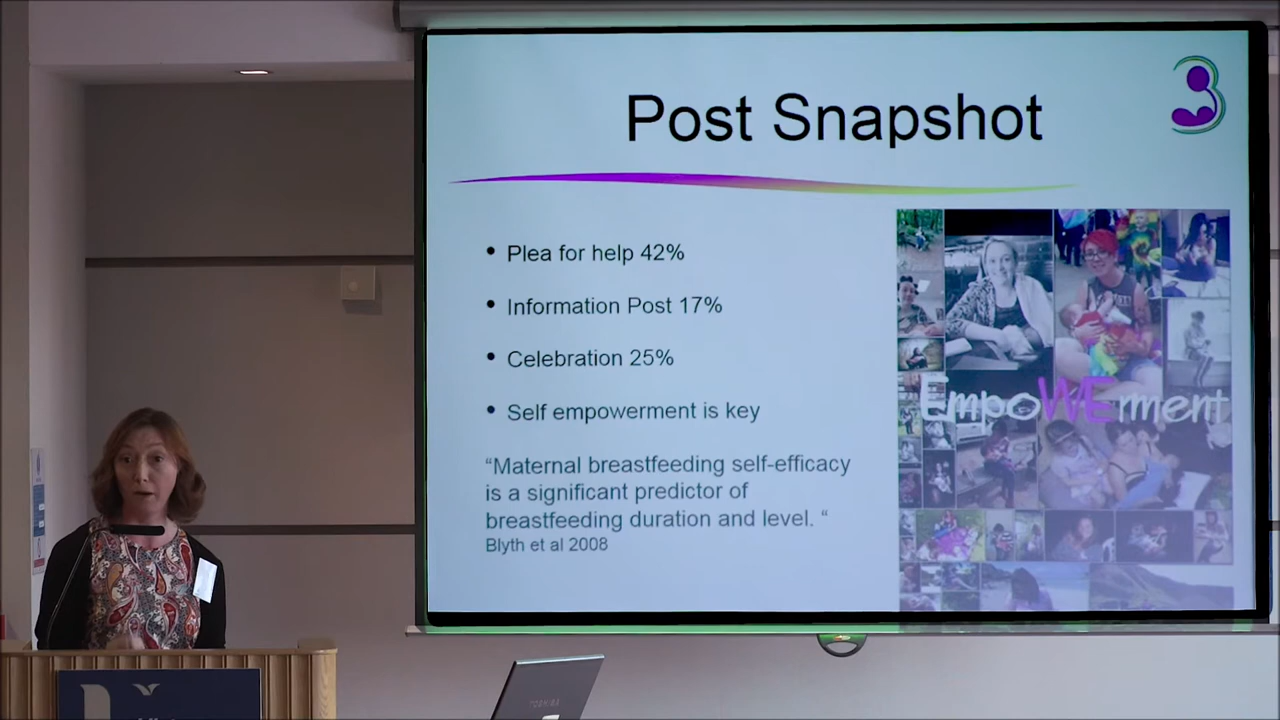 Post Snapshot
• Plea for help 42%
• Information Post 17%
• Celebration 25%
• Self empowerment is key
“Maternal breastfeeding self-efficacy
is a significant predictor of
breastfeeding duration and level. “
Blyth et al 2008
EmpoWErment
TOSHIBA